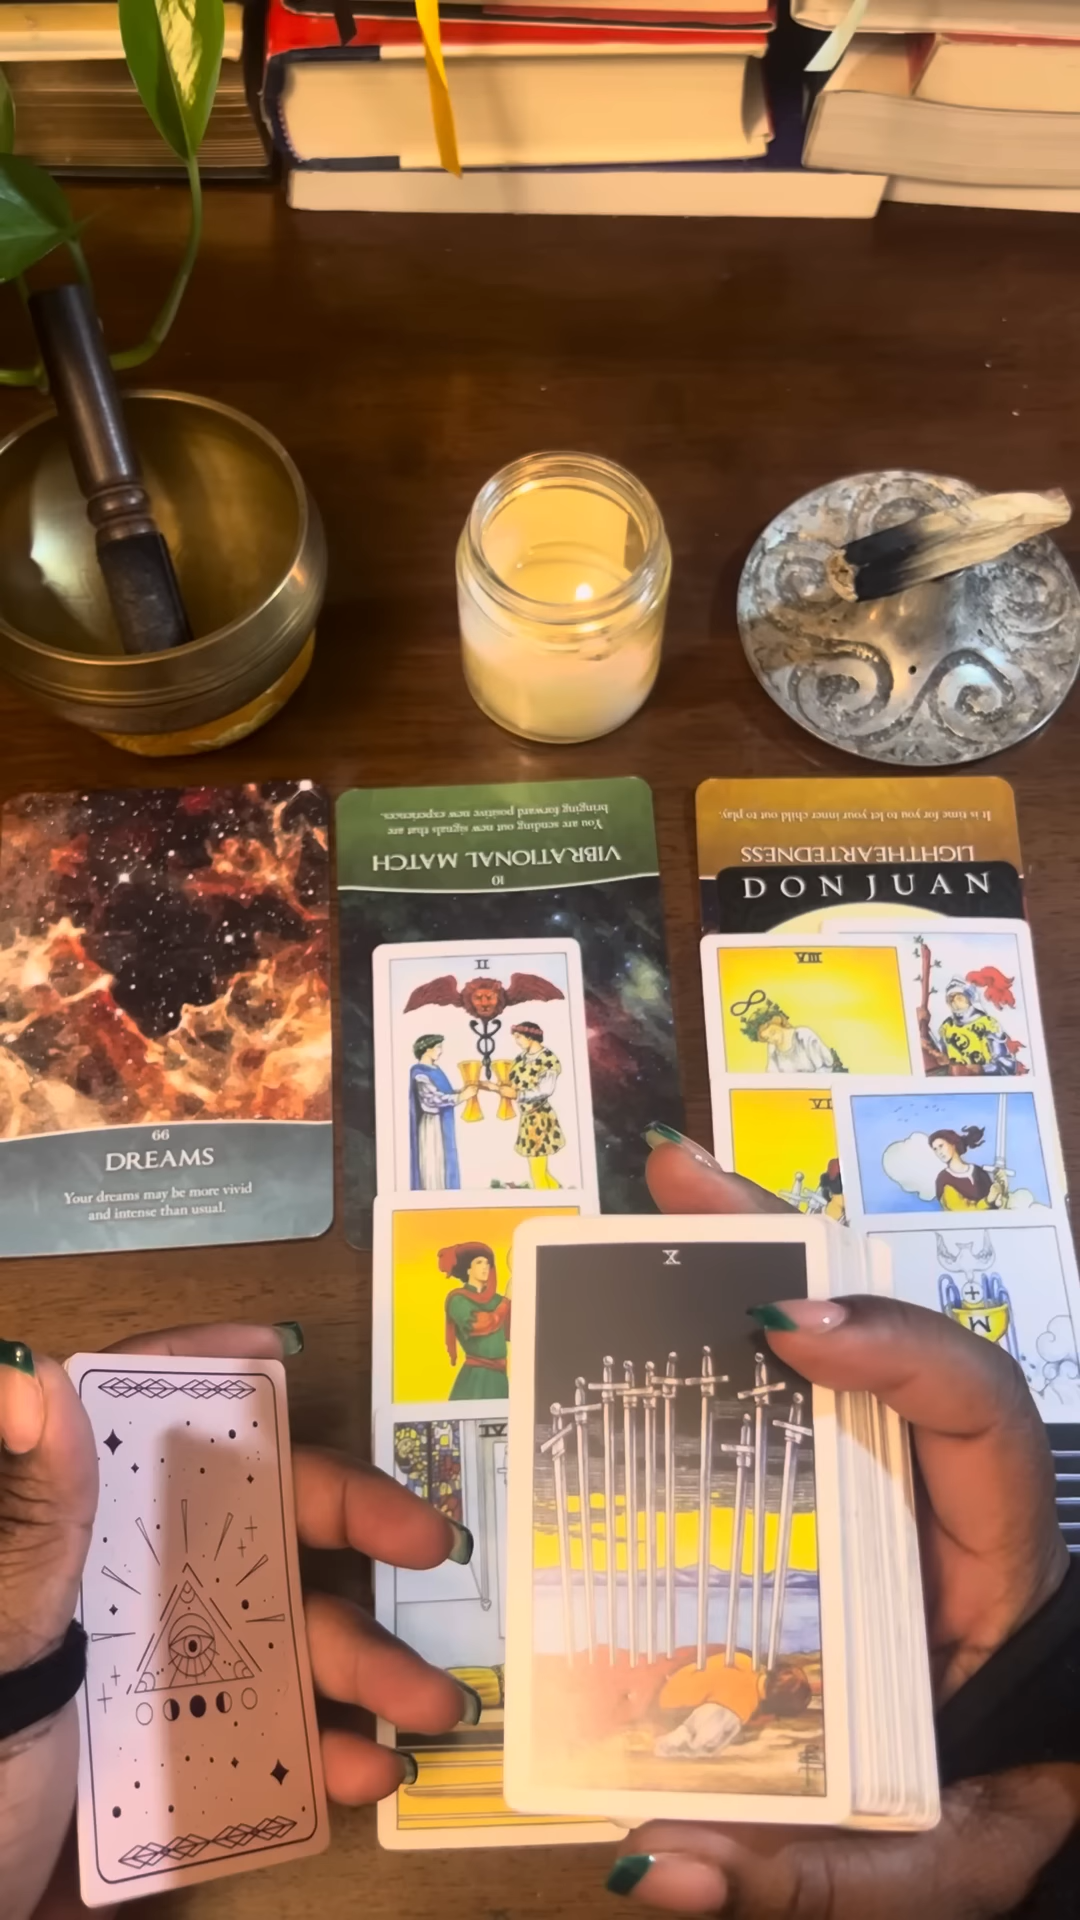 66
DREAMS
Your dreams may be more vivid
and intense than usual.
You are sending out new signals that are
bringing forward positive new experiences.
VIBRATIONAL MATCH
10
II
VI
It is time for you to let your inner child out to play.
LIGHTHEARTEDNESS
DON JUAN
VIII
VI
M
X